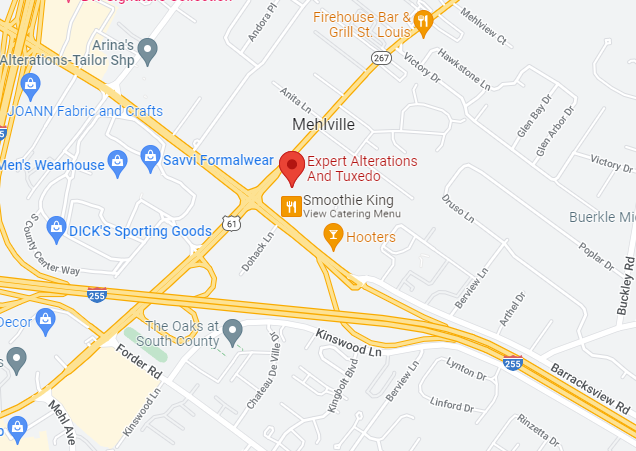 Signature Collection
Firehouse Bar &
Grill St. Louis
Mehlview Ct
Andora Pl
Arina's
Alterations-Tailor Shp
267
Victory Dr
Hawkstone Ln
JOANN Fabric and Crafts
Anita Ln
Glen Bay Dr
Glen Arbor Dr
Mehlville
Men's Wearhouse
Savvi Formalwear
Expert Alterations
And Tuxedo
Victory Dr
Smoothie King
View Catering Menu
Druso Ln
Buerkle Mi
61
DICK'S Sporting Goods
Hooters
S County Center Way
Dohack Ln
Poplar Dr
Buckley Rd
255
Berview Ln
Arthel Dr
Decor
The Oaks at
South County
Kinswood Ln
Forder Rd
Chateau De Ville Dr
Kingbolt Blvd
Berview Ln
Lynton Dr
255
Barracksview Rd
Mehl Ave
Kinswood Ln
Linford Dr
Rinzetta Dr